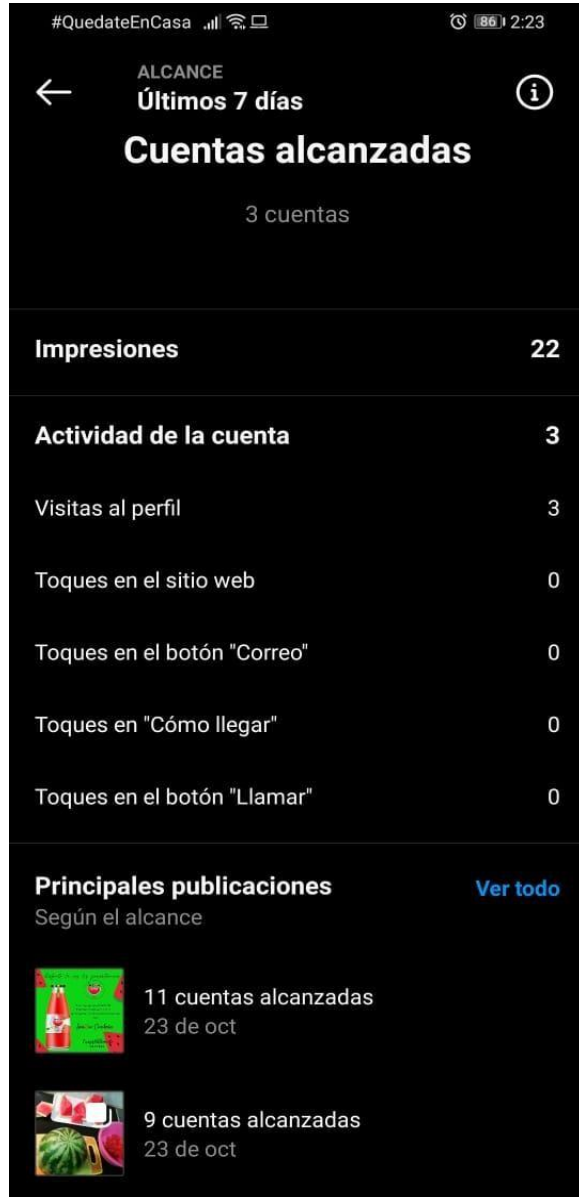 #QuedateEnCasa
86 2:23
ALCANCE
Últimos 7 días
Cuentas alcanzadas
3 cuentas
Impresiones 22
Actividad de la cuenta 3
Visitas al perfil 3
Toques en el sitio web 0
Toques en el botón "Correo" 0
Toques en "Cómo llegar" 0
Toques en el botón "Llamar" 0
Principales publicaciones Ver todo
Según el alcance
11 cuentas alcanzadas
23 de oct
9 cuentas alcanzadas
23 de oct